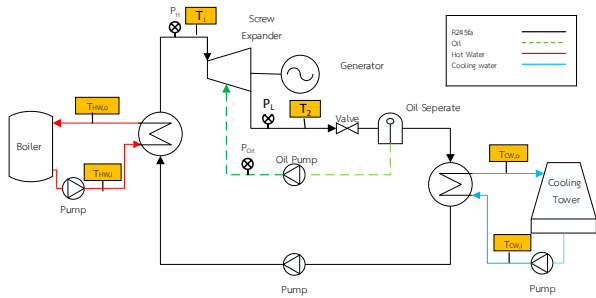 P_H
T_1
Screw
Expander
Generator
R245fa
Oil
Hot Water
Cooling water
P_L
T_2
Valve
Oil Seperate
T_HW,o
Boiler
T_HW,i
Pump
P_Oil
Oil Pump
T_CW,o
Cooling
Tower
T_CW,i
Pump
Pump